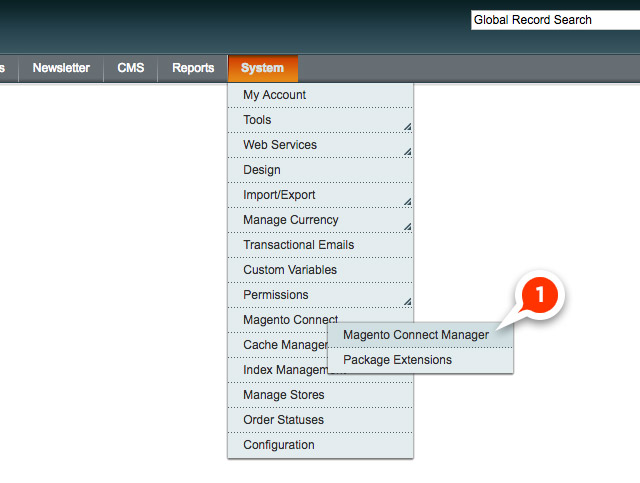 Global Record Search
s Newsletter CMS Reports System
My Account
Tools
Web Services
Design
Import/Export
Manage Currency
Transactional Emails
Custom Variables
Permissions
Magento Connect
1
Magento Connect Manager
Cache Manager
Package Extensions
Index Management
Manage Stores
Order Statuses
Configuration